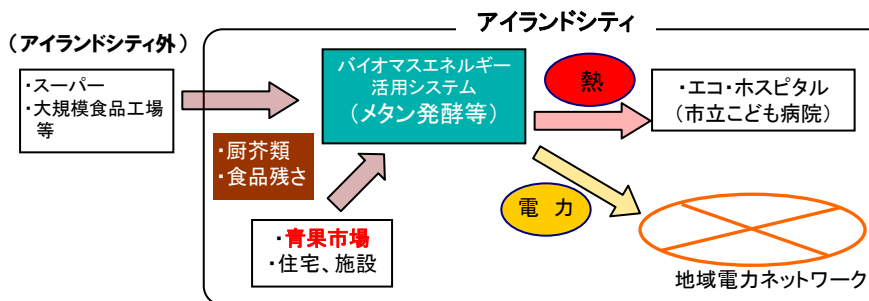 アイランドシティ
(アイランドシティ外)
・スーパー
・大規模食品工場
等
バイオマスエネルギー
活用システム
(メタン発酵等)
熱
・エコ・ホスピタル
(市立こども病院)
・厨芥類
・食品残さ
電 力
・青果市場
・住宅、施設
地域電力ネットワーク